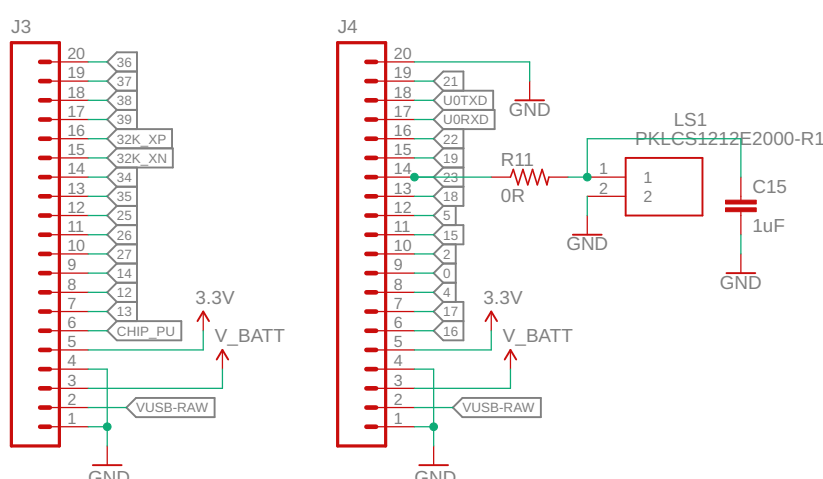 J3
20 36
19 37
18 38
17 39
16 32K_XP
15 32K_XN
14 34
13 35
12 25
11 26
10 27
9 14
8 12
7 13
6 CHIP_PU
5
4
3
2 VUSB-RAW
1
3.3V
V_BATT
GND
J4
20
19 21
18 U0TXD
17 U0RXD
16 22
15 19
14 23
13 18
12 5
11 15
10 2
9 0
8 4
7 17
6 16
5
4
3
2 VUSB-RAW
1
3.3V
V_BATT
GND
GND
R11
0R
LS1
PKLCS1212E2000-R1
1 1
2 2
GND
C15
1uF
GND